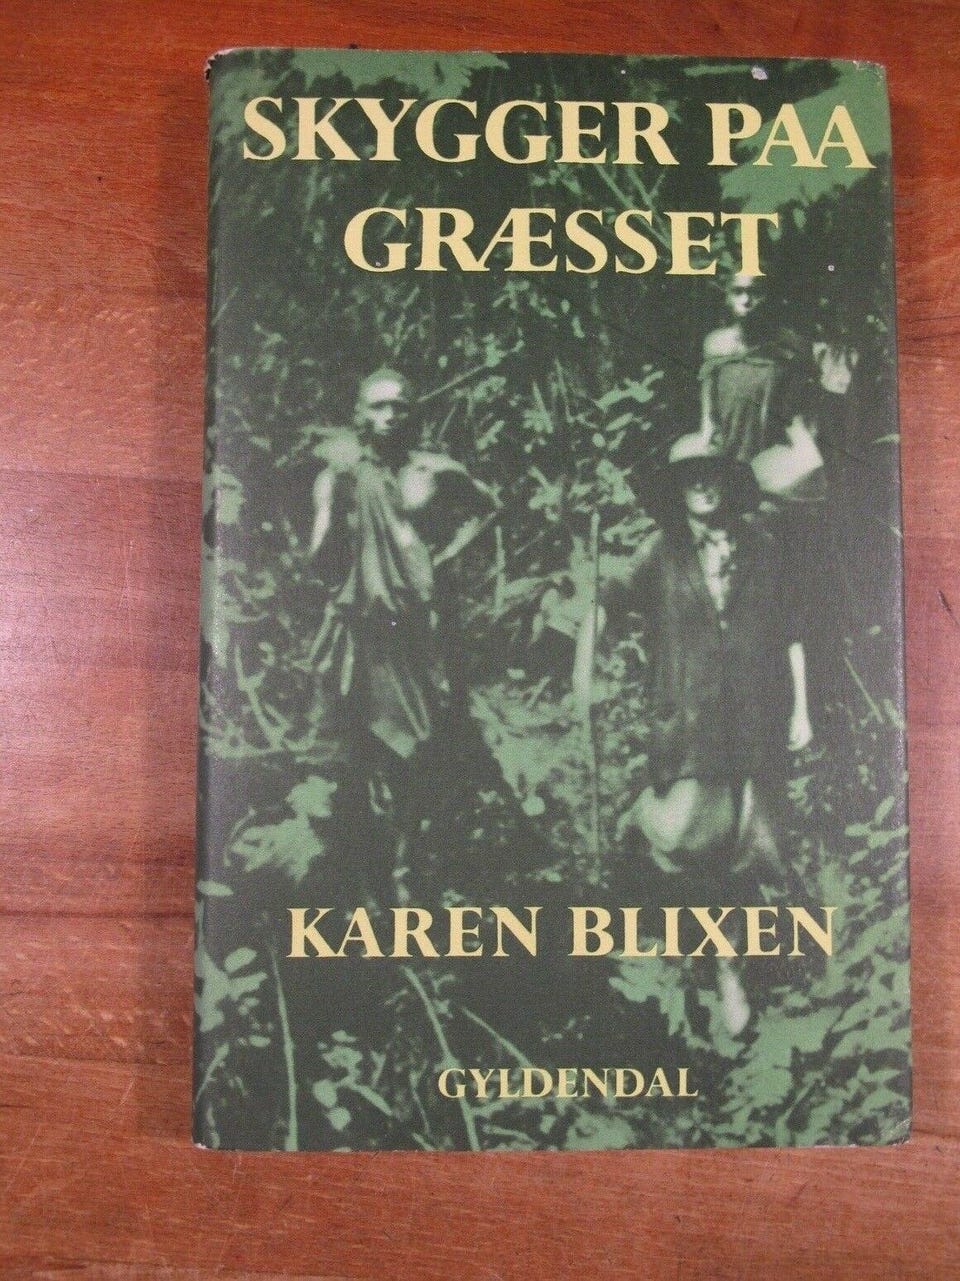 SKYGGER PAA
GRÆSSET
KAREN BLIXEN
GYLDENDAL